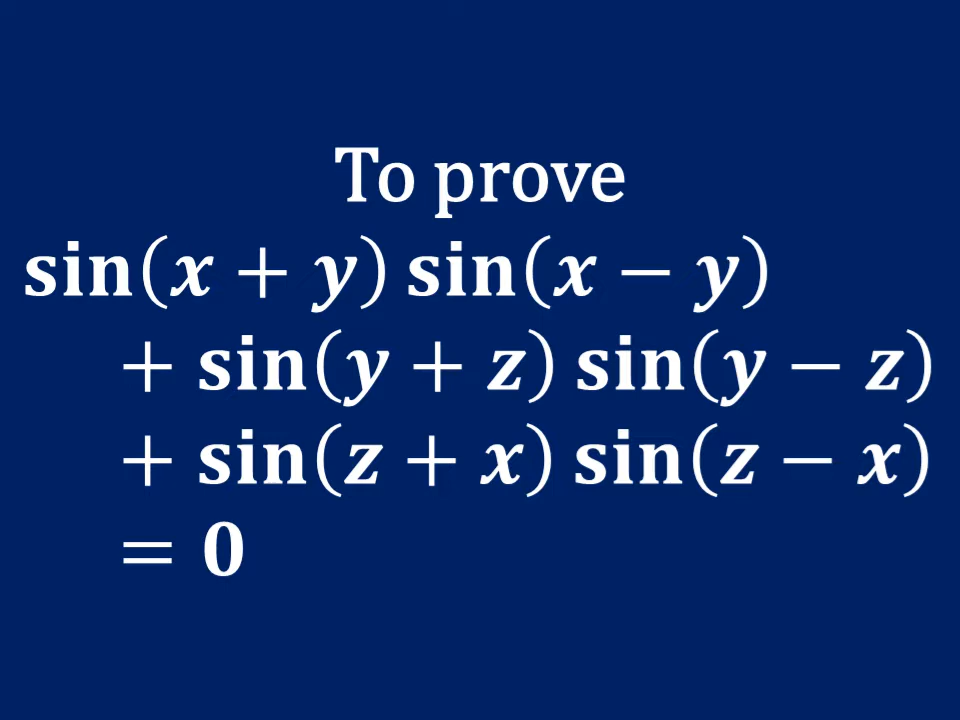 To prove
sin(x + y) sin(x − y)
+ sin(y + z) sin(y − z)
+ sin(z + x) sin(z − x)
= 0